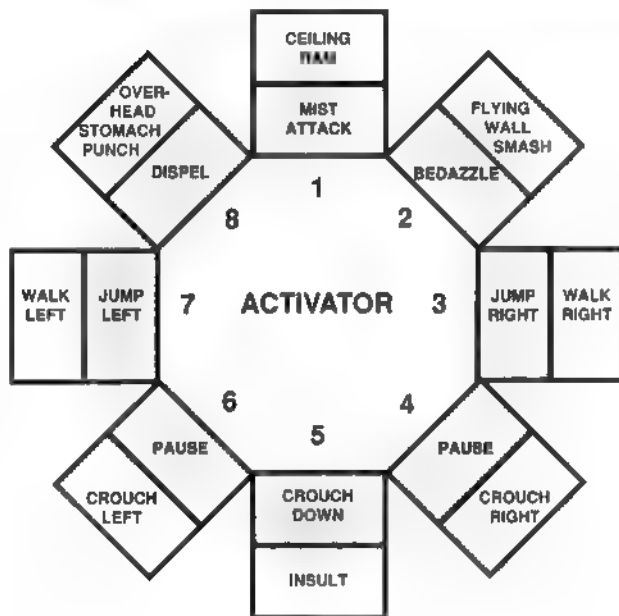 CEILING
MIST
ATTACK
OVER-
HEAD
STOMACH
PUNCH
DISPEL
FLYING
WALL
SMASH
BEDAZZLE
1
8
2
WALK
LEFT
JUMP
LEFT
7
ACTIVATOR
3
JUMP
RIGHT
WALK
RIGHT
6
4
5
PAUSE
CROUCH
LEFT
CROUCH
DOWN
INSULT
PAUSE
CROUCH
RIGHT